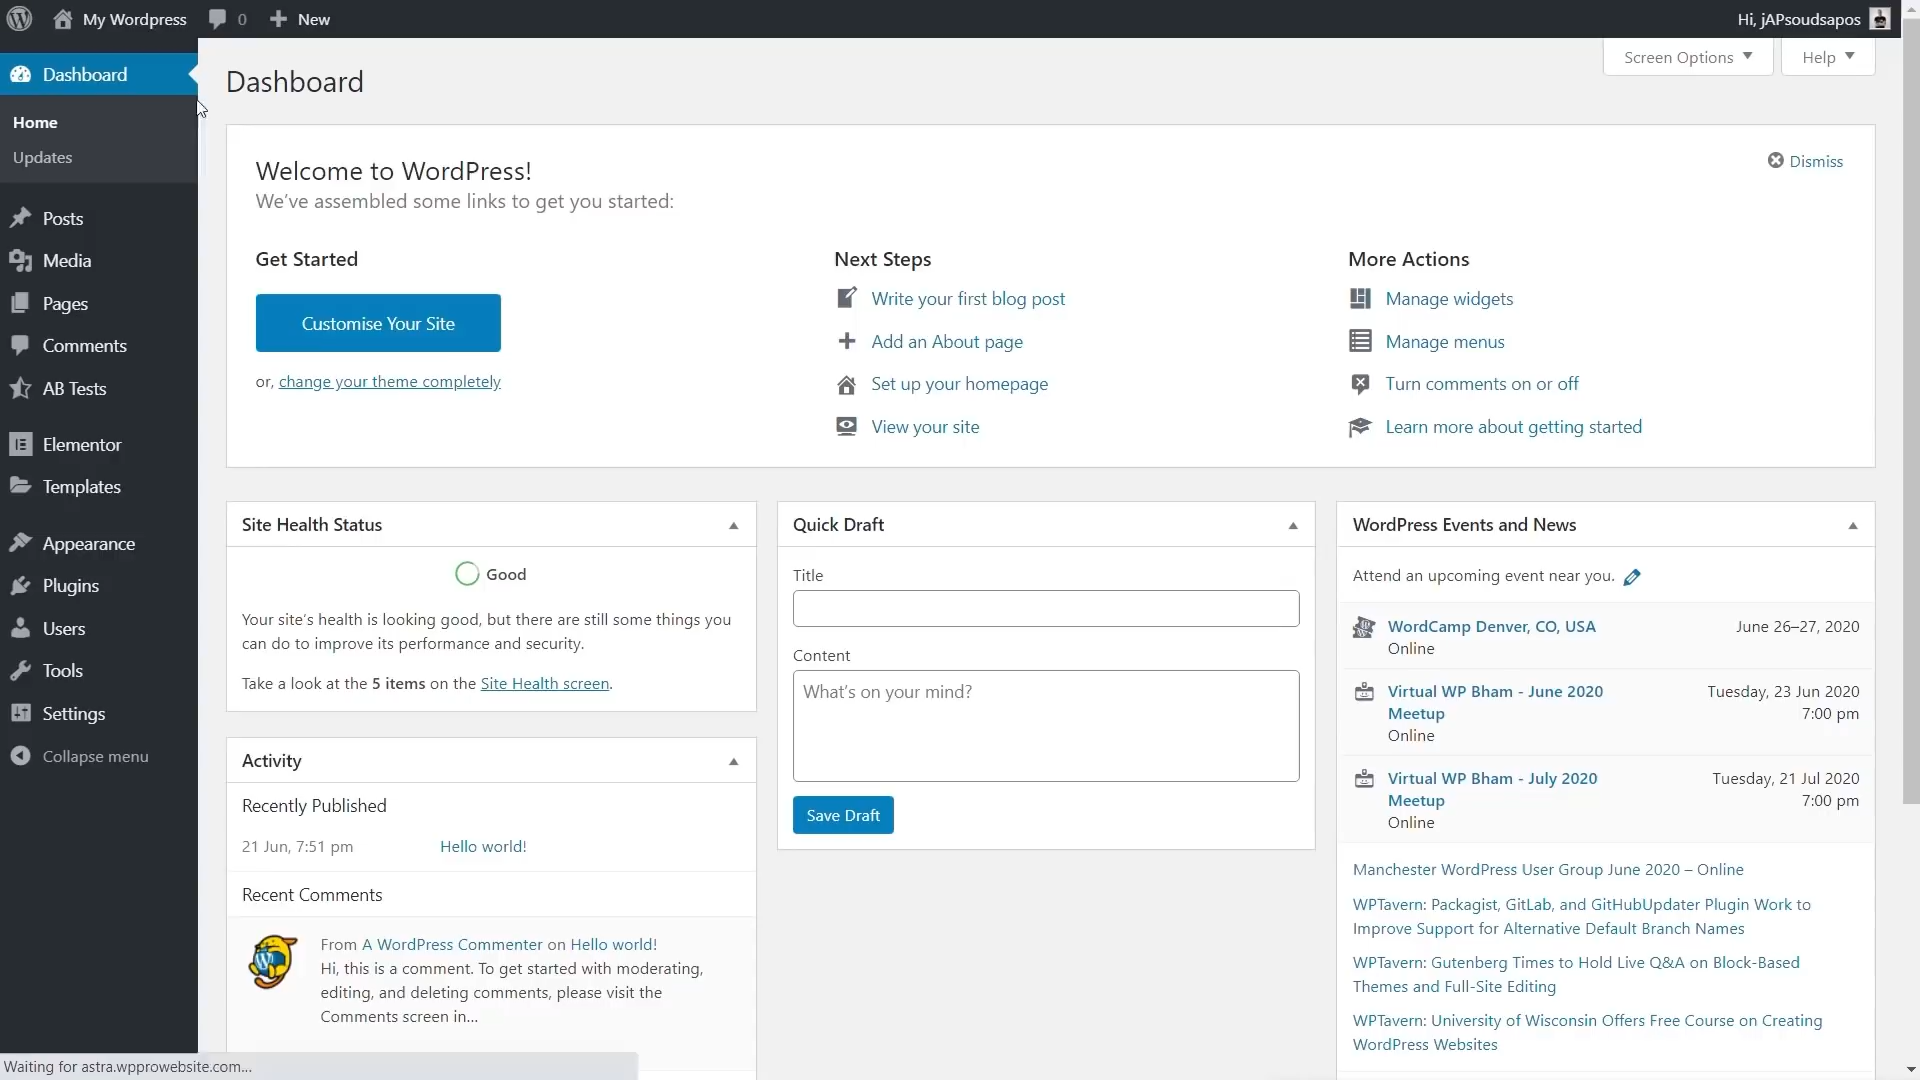 My Wordpress 0 New Hi, jAPsoudsapos
Screen Options Help
Dashboard
Home
Updates
Posts
Media
Pages
Comments
AB Tests
Elementor
Templates
Appearance
Plugins
Users
Tools
Settings
Collapse menu
Dashboard
Welcome to WordPress!
We've assembled some links to get you started:
Dismiss
Get Started
Customise Your Site
or, change your theme completely
Next Steps
Write your first blog post
Add an About page
Set up your homepage
View your site
More Actions
Manage widgets
Manage menus
Turn comments on or off
Learn more about getting started
Site Health Status
Good
Your site's health is looking good, but there are still some things you
can do to improve its performance and security.
Take a look at the 5 items on the Site Health screen.
Activity
Recently Published
21 Jun, 7:51 pm Hello world!
Recent Comments
From A WordPress Commenter on Hello world!
Hi, this is a comment. To get started with moderating,
editing, and deleting comments, please visit the
Comments screen in…
Quick Draft
Title
Content
What's on your mind?
Save Draft
WordPress Events and News
Attend an upcoming event near you.
WordCamp Denver, CO, USA June 26–27, 2020
Online
Virtual WP Bham - June 2020 Tuesday, 23 Jun 2020
Meetup 7:00 pm
Online
Virtual WP Bham - July 2020 Tuesday, 21 Jul 2020
Meetup 7:00 pm
Online
Manchester WordPress User Group June 2020 – Online
WPTavern: Packagist, GitLab, and GitHubUpdater Plugin Work to
Improve Support for Alternative Default Branch Names
WPTavern: Gutenberg Times to Hold Live Q&A on Block-Based
Themes and Full-Site Editing
WPTavern: University of Wisconsin Offers Free Course on Creating
WordPress Websites
Waiting for astra.wpprowebsite.com...